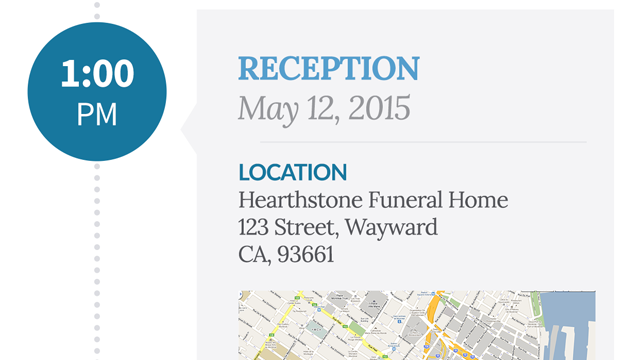 1:00
PM
RECEPTION
May 12, 2015
LOCATION
Hearthstone Funeral Home
123 Street, Wayward
CA, 93661